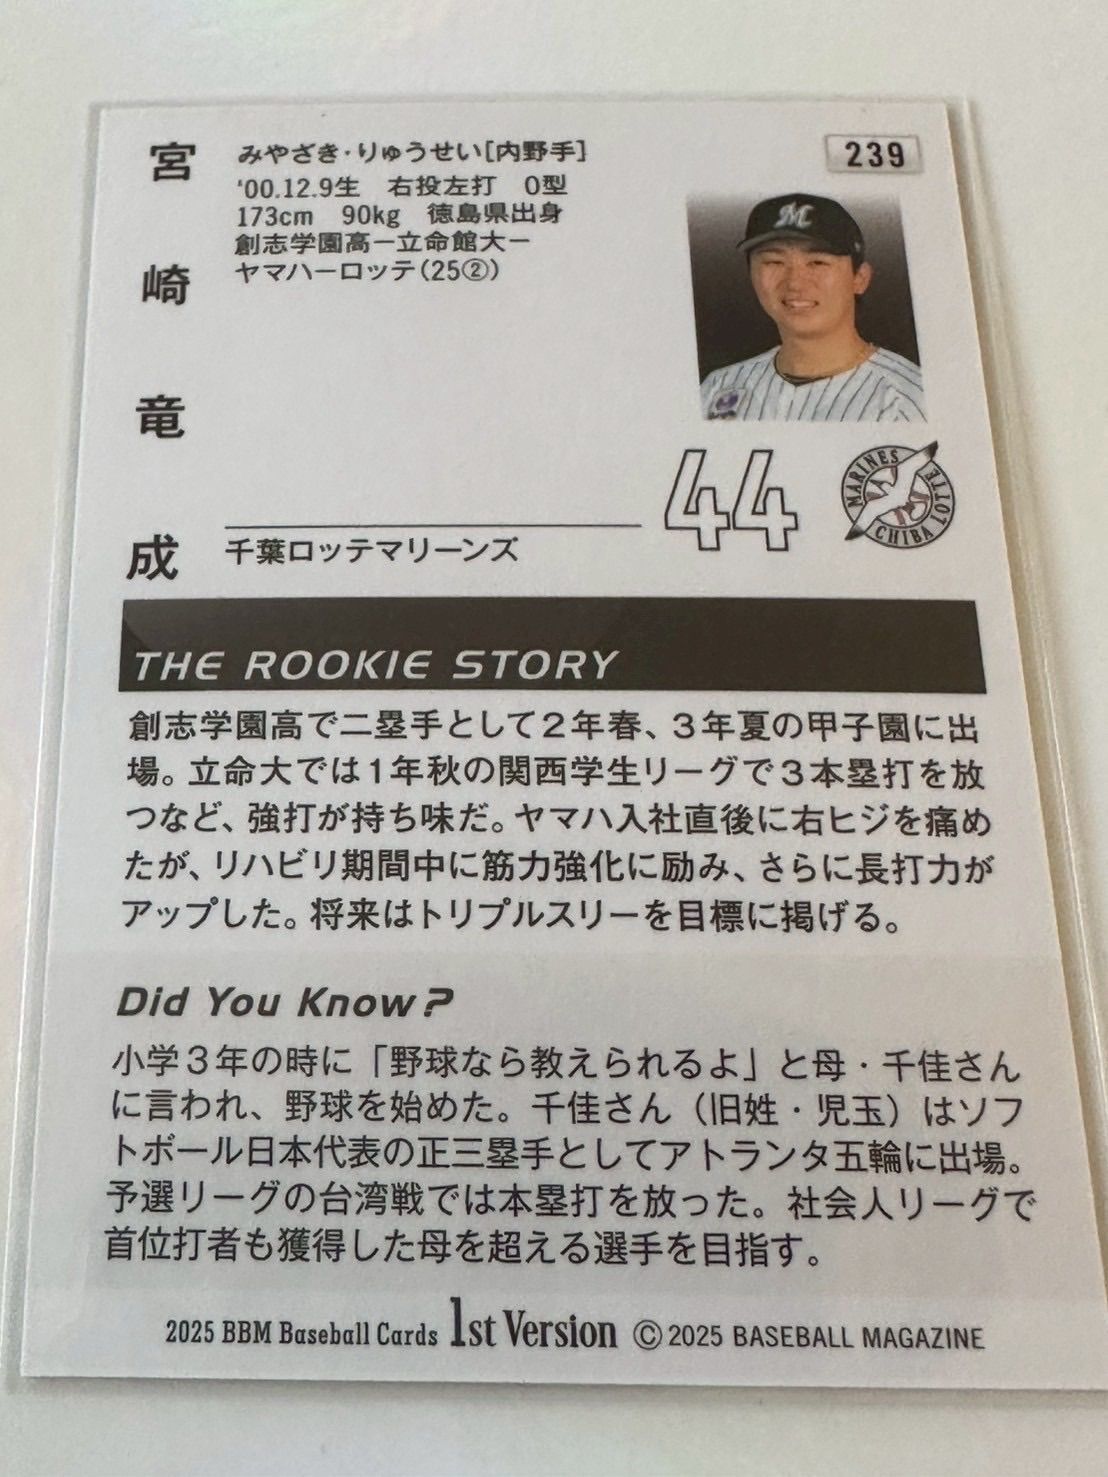 宮崎竜成
みやざき・りゅうせい[内野手]
'00.12.9生 右投左打 O型
173cm 90kg 徳島県出身
創志学園高ー立命館大ー
ヤマハーロッテ(25②)
239
M
44
MARINES
CHIBA LOTTE
千葉ロッテマリーンズ
THE ROOKIE STORY
創志学園高で二塁手として2年春、3年夏の甲子園に出
場。立命大では1年秋の関西学生リーグで3本塁打を放
つなど、強打が持ち味だ。ヤマハ入社直後に右ヒジを痛め
たが、リハビリ期間中に筋力強化に励み、さらに長打力が
アップした。将来はトリプルスリーを目標に掲げる。
Did You Know?
小学3年の時に「野球なら教えられるよ」と母・千佳さん
に言われ、野球を始めた。千佳さん(旧姓・児玉)はソフ
トボール日本代表の正三塁手としてアトランタ五輪に出場。
予選リーグの台湾戦では本塁打を放った。社会人リーグで
首位打者も獲得した母を超える選手を目指す。
2025 BBM Baseball Cards 1st Version ©2025 BASEBALL MAGAZINE